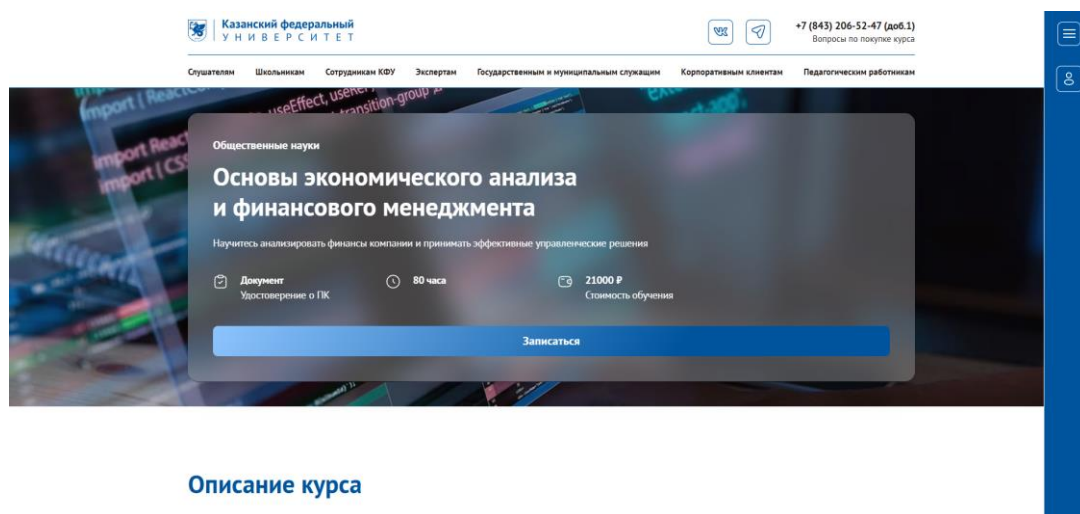 Казанский федеральный
УНИВЕРСИТЕТ
+7 (843) 206-52-47 (доб.1)
Вопросы по покупке курса
Слушателям Школьникам Сотрудникам КФУ Экспертам Государственным и муниципальным служащим Корпоративным клиентам Педагогическим работникам
Общественные науки
Основы экономического анализа
и финансового менеджмента
Научитесь анализировать финансы компании и принимать эффективные управленческие решения
Документ
Удостоверение о ПК
80 часа
21000 ₽
Стоимость обучения
Записаться
Описание курса